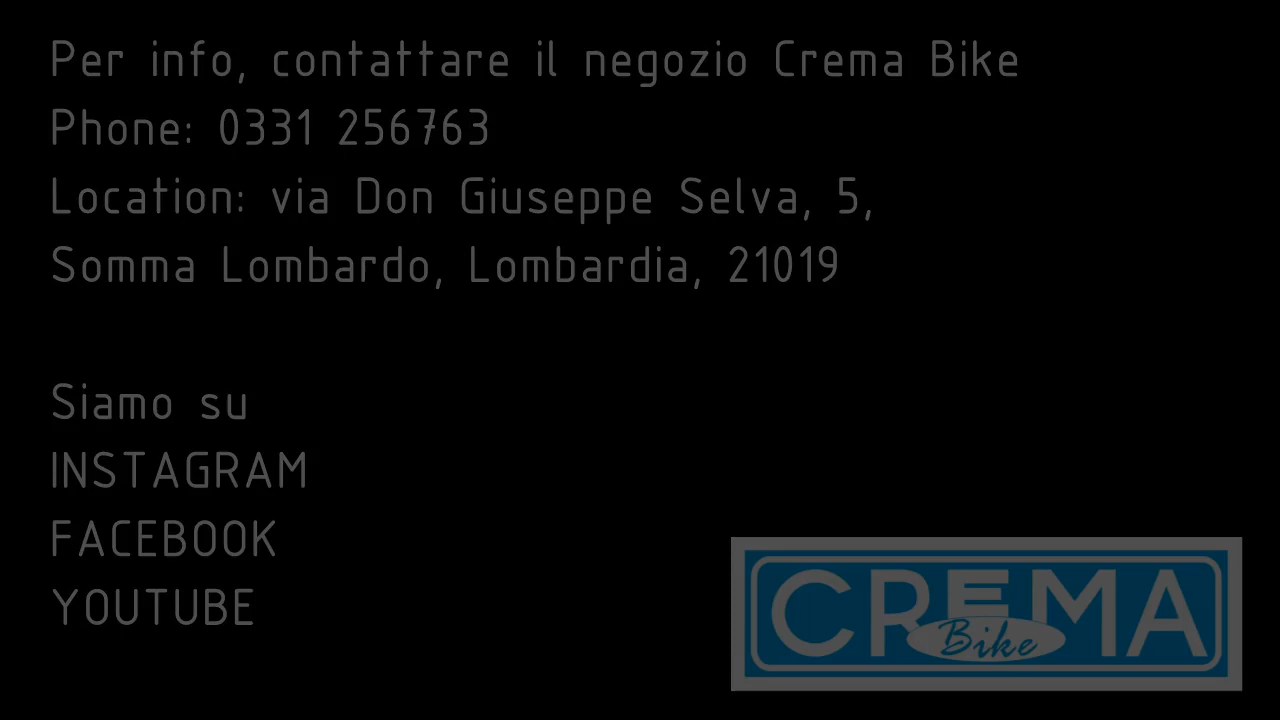 Per info, contattare il negozio Crema Bike
Phone: 0331 256763
Location: via Don Giuseppe Selva, 5,
Somma Lombardo, Lombardia, 21019
Siamo su
INSTAGRAM
FACEBOOK
YOUTUBE
CREMA
Bike